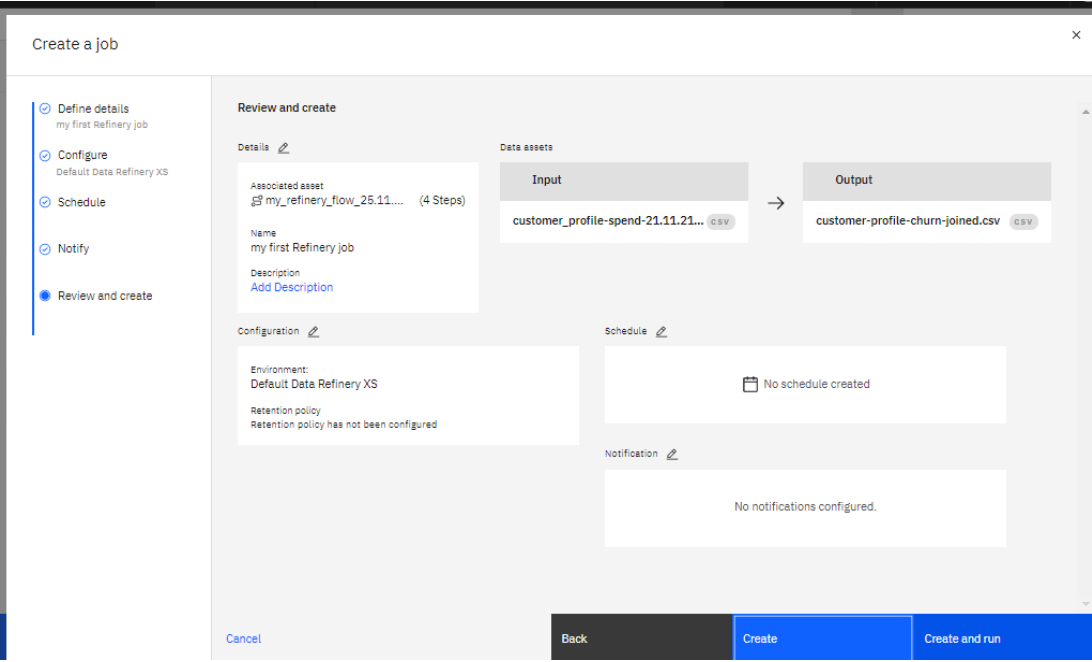 Create a job
Define details
my first Refinery job
Configure
Default Data Refinery XS
Schedule
Notify
Review and create
Review and create
Details
Associated asset
my_refinery_flow_25.11.... (4 Steps)
Name
my first Refinery job
Description
Add Description
Data assets
Input
customer_profile-spend-21.11.21... csv
Output
customer-profile-churn-joined.csv csv
Configuration
Environment:
Default Data Refinery XS
Retention policy
Retention policy has not been configured
Schedule
No schedule created
Notification
No notifications configured.
Cancel
Back
Create
Create and run